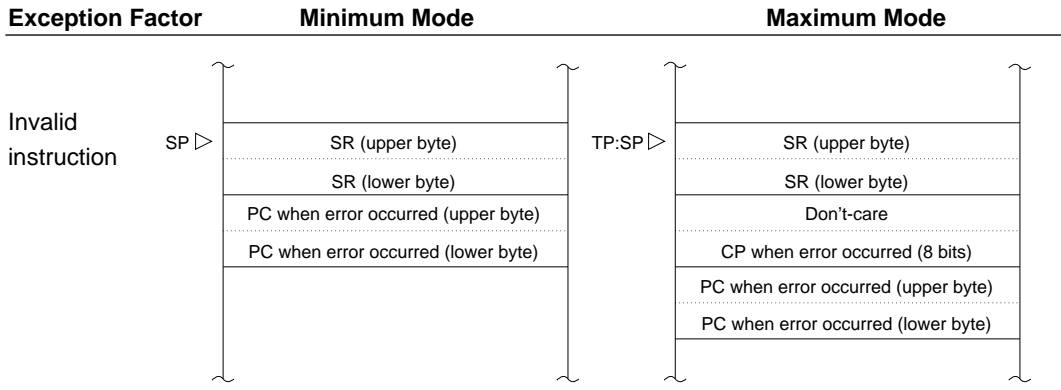 Exception Factor Minimum Mode Maximum Mode
Invalid
instruction
SP
SR (upper byte)
SR (lower byte)
PC when error occurred (upper byte)
PC when error occurred (lower byte)
TP:SP
SR (upper byte)
SR (lower byte)
Don't-care
CP when error occurred (8 bits)
PC when error occurred (upper byte)
PC when error occurred (lower byte)